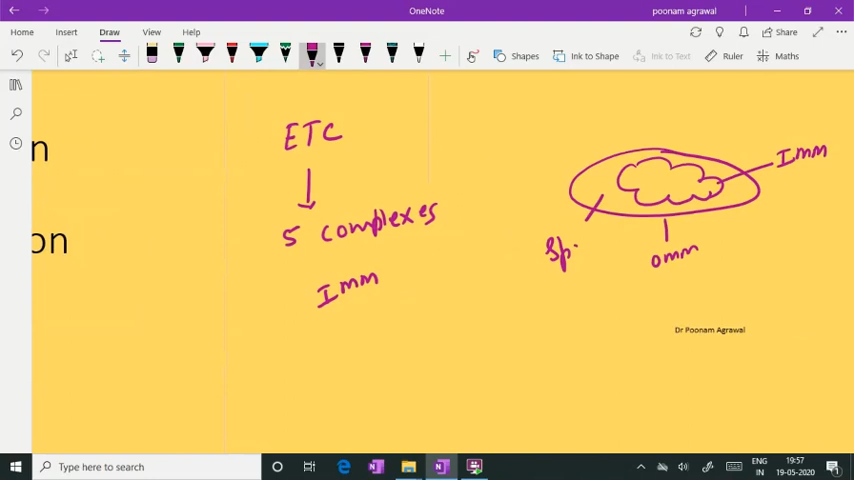 OneNote
poonam agrawal
Home Insert Draw View Help Share
Shapes Ink to Shape Ink to Text Ruler Maths
n
on
ETC
5 complexes
Imm
Imm
omm
Sp.
Dr Poonam Agrawal
Type here to search
ENG
IN
19:57
19-05-2020
1